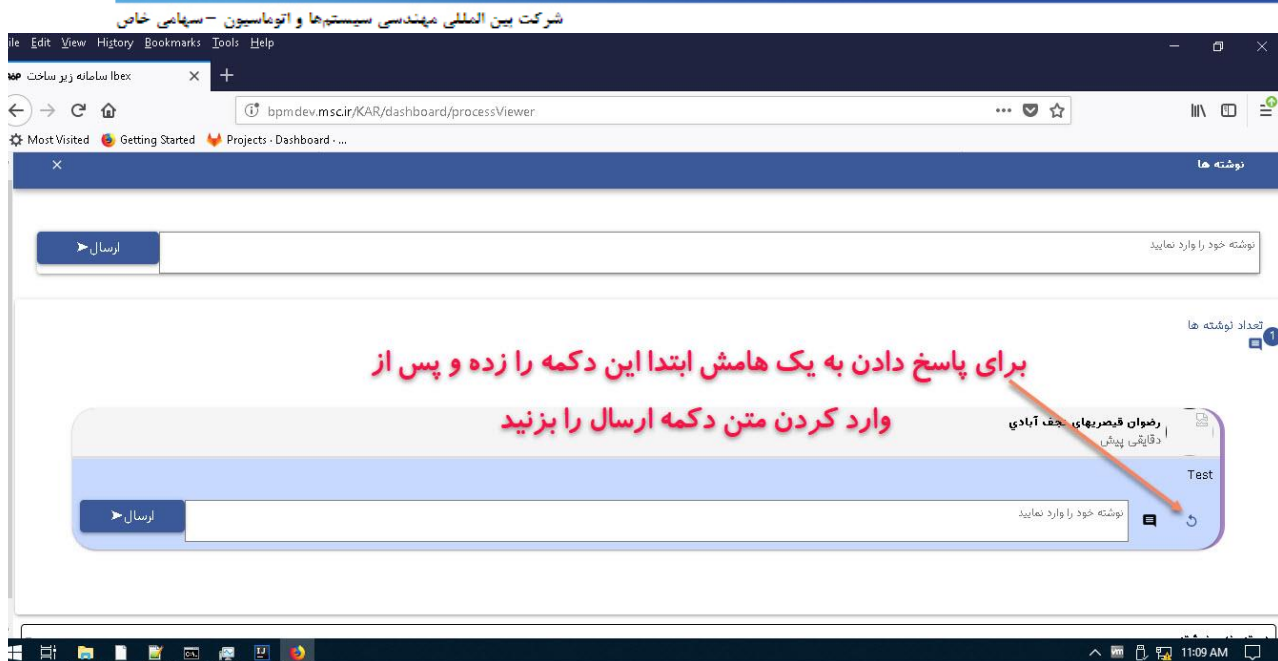 شرکت بین المللی مهندسی سیستم‌ها و اتوماسیون – سهامی خاص
ile Edit View History Bookmarks Tools Help
سامانه زیر ساخت Ibex
bpmdev.msc.ir/KAR/dashboard/processViewer
Most Visited Getting Started Projects · Dashboard · ...
نوشته ها
نوشته خود را وارد نمایید
ارسال
تعداد نوشته ها
1
برای پاسخ دادن به یک هامش ابتدا این دکمه را زده و پس از
وارد کردن متن دکمه ارسال را بزنید
رضوان قیصریهای نجف آبادي
دقایقی پیش
Test
نوشته خود را وارد نمایید
ارسال
11:09 AM